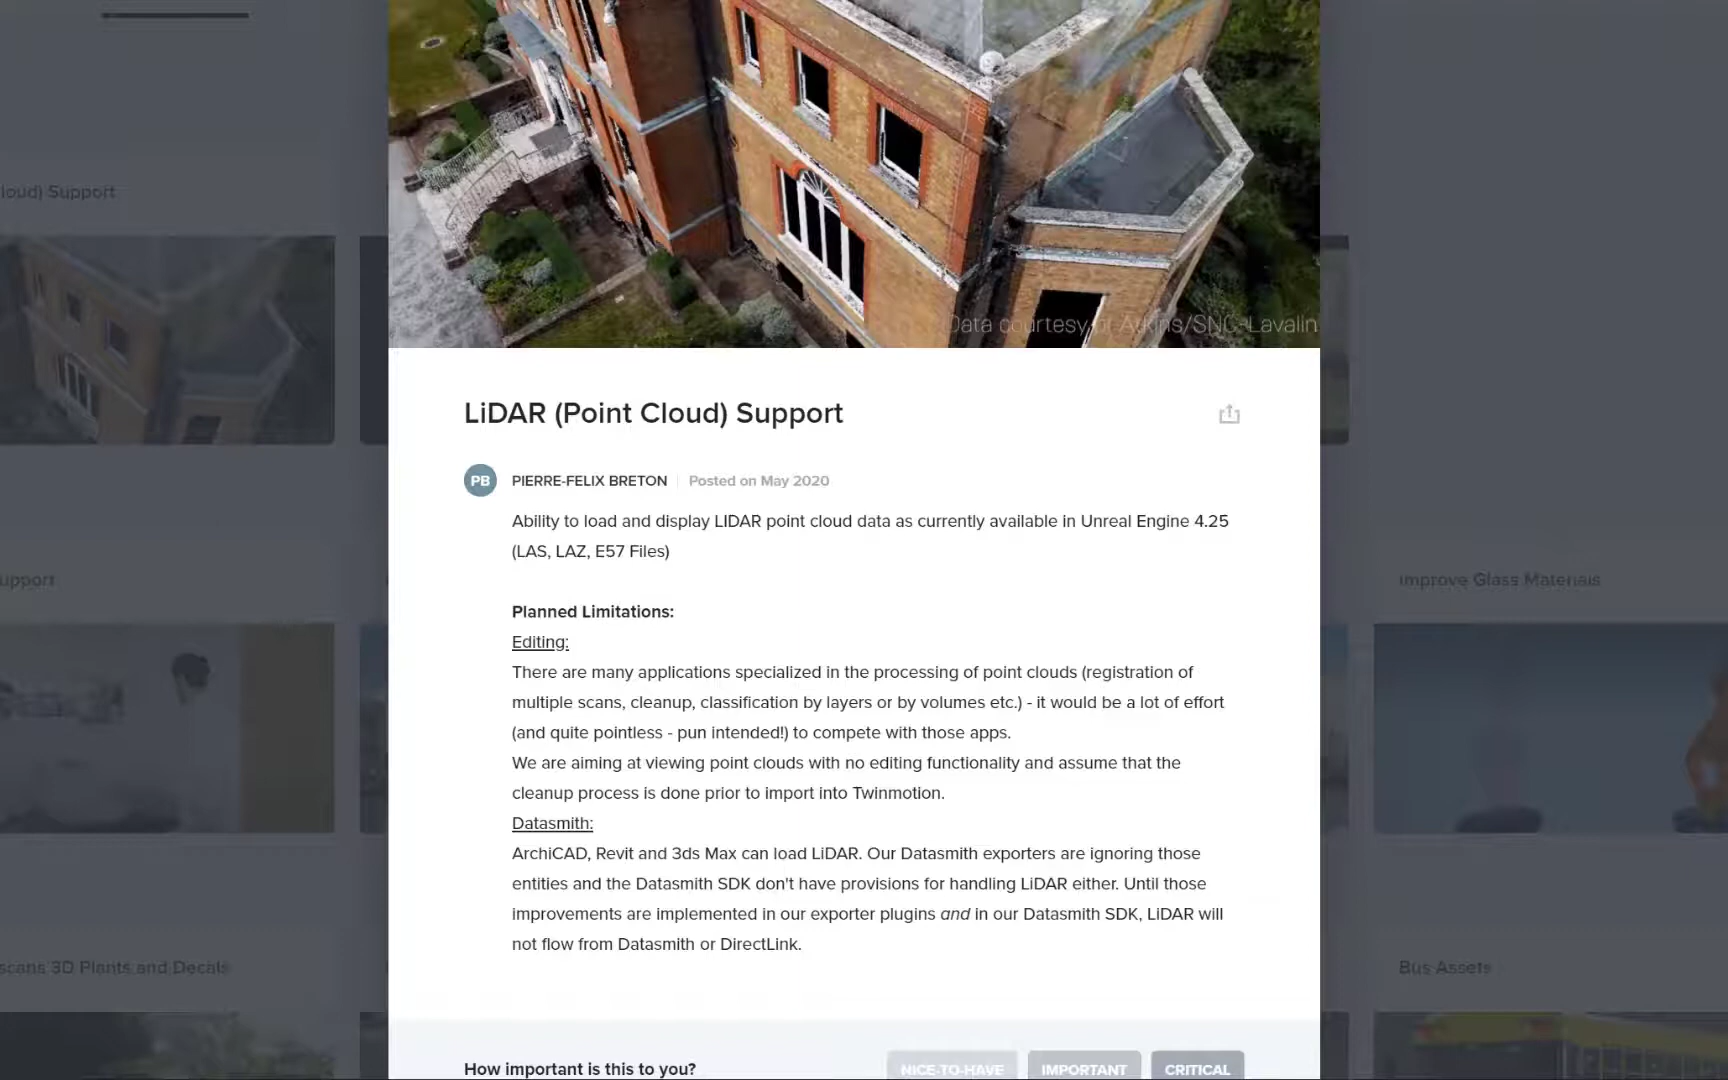 Data courtesy of Atkins/SNC-Lavalin
loud) Support
LiDAR (Point Cloud) Support
PB PIERRE-FELIX BRETON Posted on May 2020
Ability to load and display LIDAR point cloud data as currently available in Unreal Engine 4.25
(LAS, LAZ, E57 Files)
upport
Improve Glass Materials
Planned Limitations:
Editing:
There are many applications specialized in the processing of point clouds (registration of
multiple scans, cleanup, classification by layers or by volumes etc.) - it would be a lot of effort
(and quite pointless - pun intended!) to compete with those apps.
We are aiming at viewing point clouds with no editing functionality and assume that the
cleanup process is done prior to import into Twinmotion.
Datasmith:
ArchiCAD, Revit and 3ds Max can load LiDAR. Our Datasmith exporters are ignoring those
entities and the Datasmith SDK don't have provisions for handling LiDAR either. Until those
improvements are implemented in our exporter plugins and in our Datasmith SDK, LiDAR will
not flow from Datasmith or DirectLink.
scans 3D Plants and Decals
Bus Assets
How important is this to you?
NICE-TO-HAVE
IMPORTANT
CRITICAL